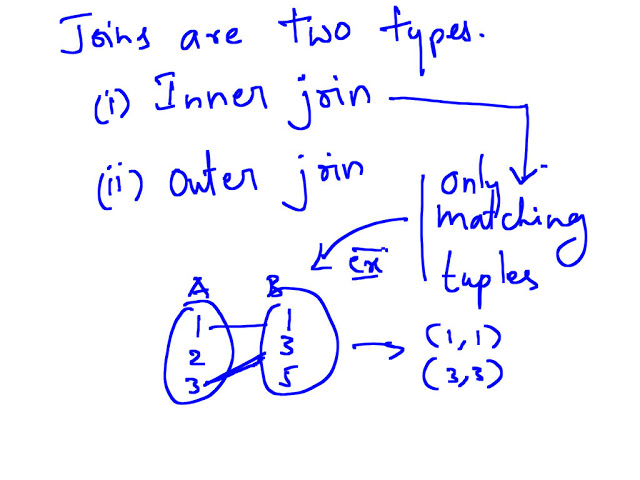 Joins are two types.
(i) Inner join
(ii) outer join
only
matching
tuples
ex
A B
1 1
2 3
3 5
(1,1)
(3,3)